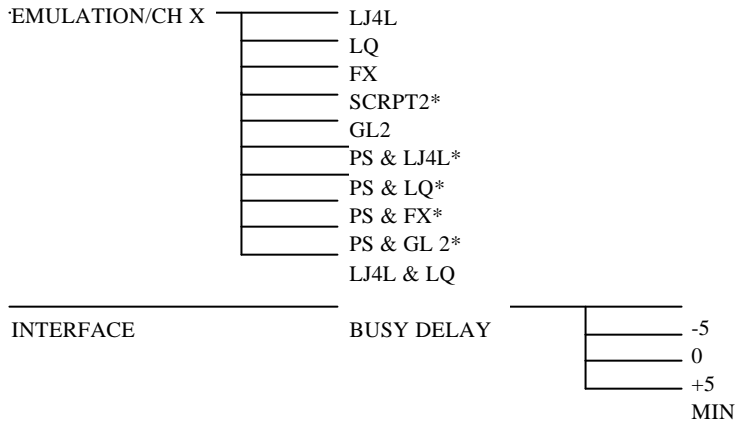 EMULATION/CH X
LJ4L
LQ
FX
SCRPT2*
GL2
PS & LJ4L*
PS & LQ*
PS & FX*
PS & GL 2*
LJ4L & LQ
INTERFACE
BUSY DELAY
-5
0
+5
MIN